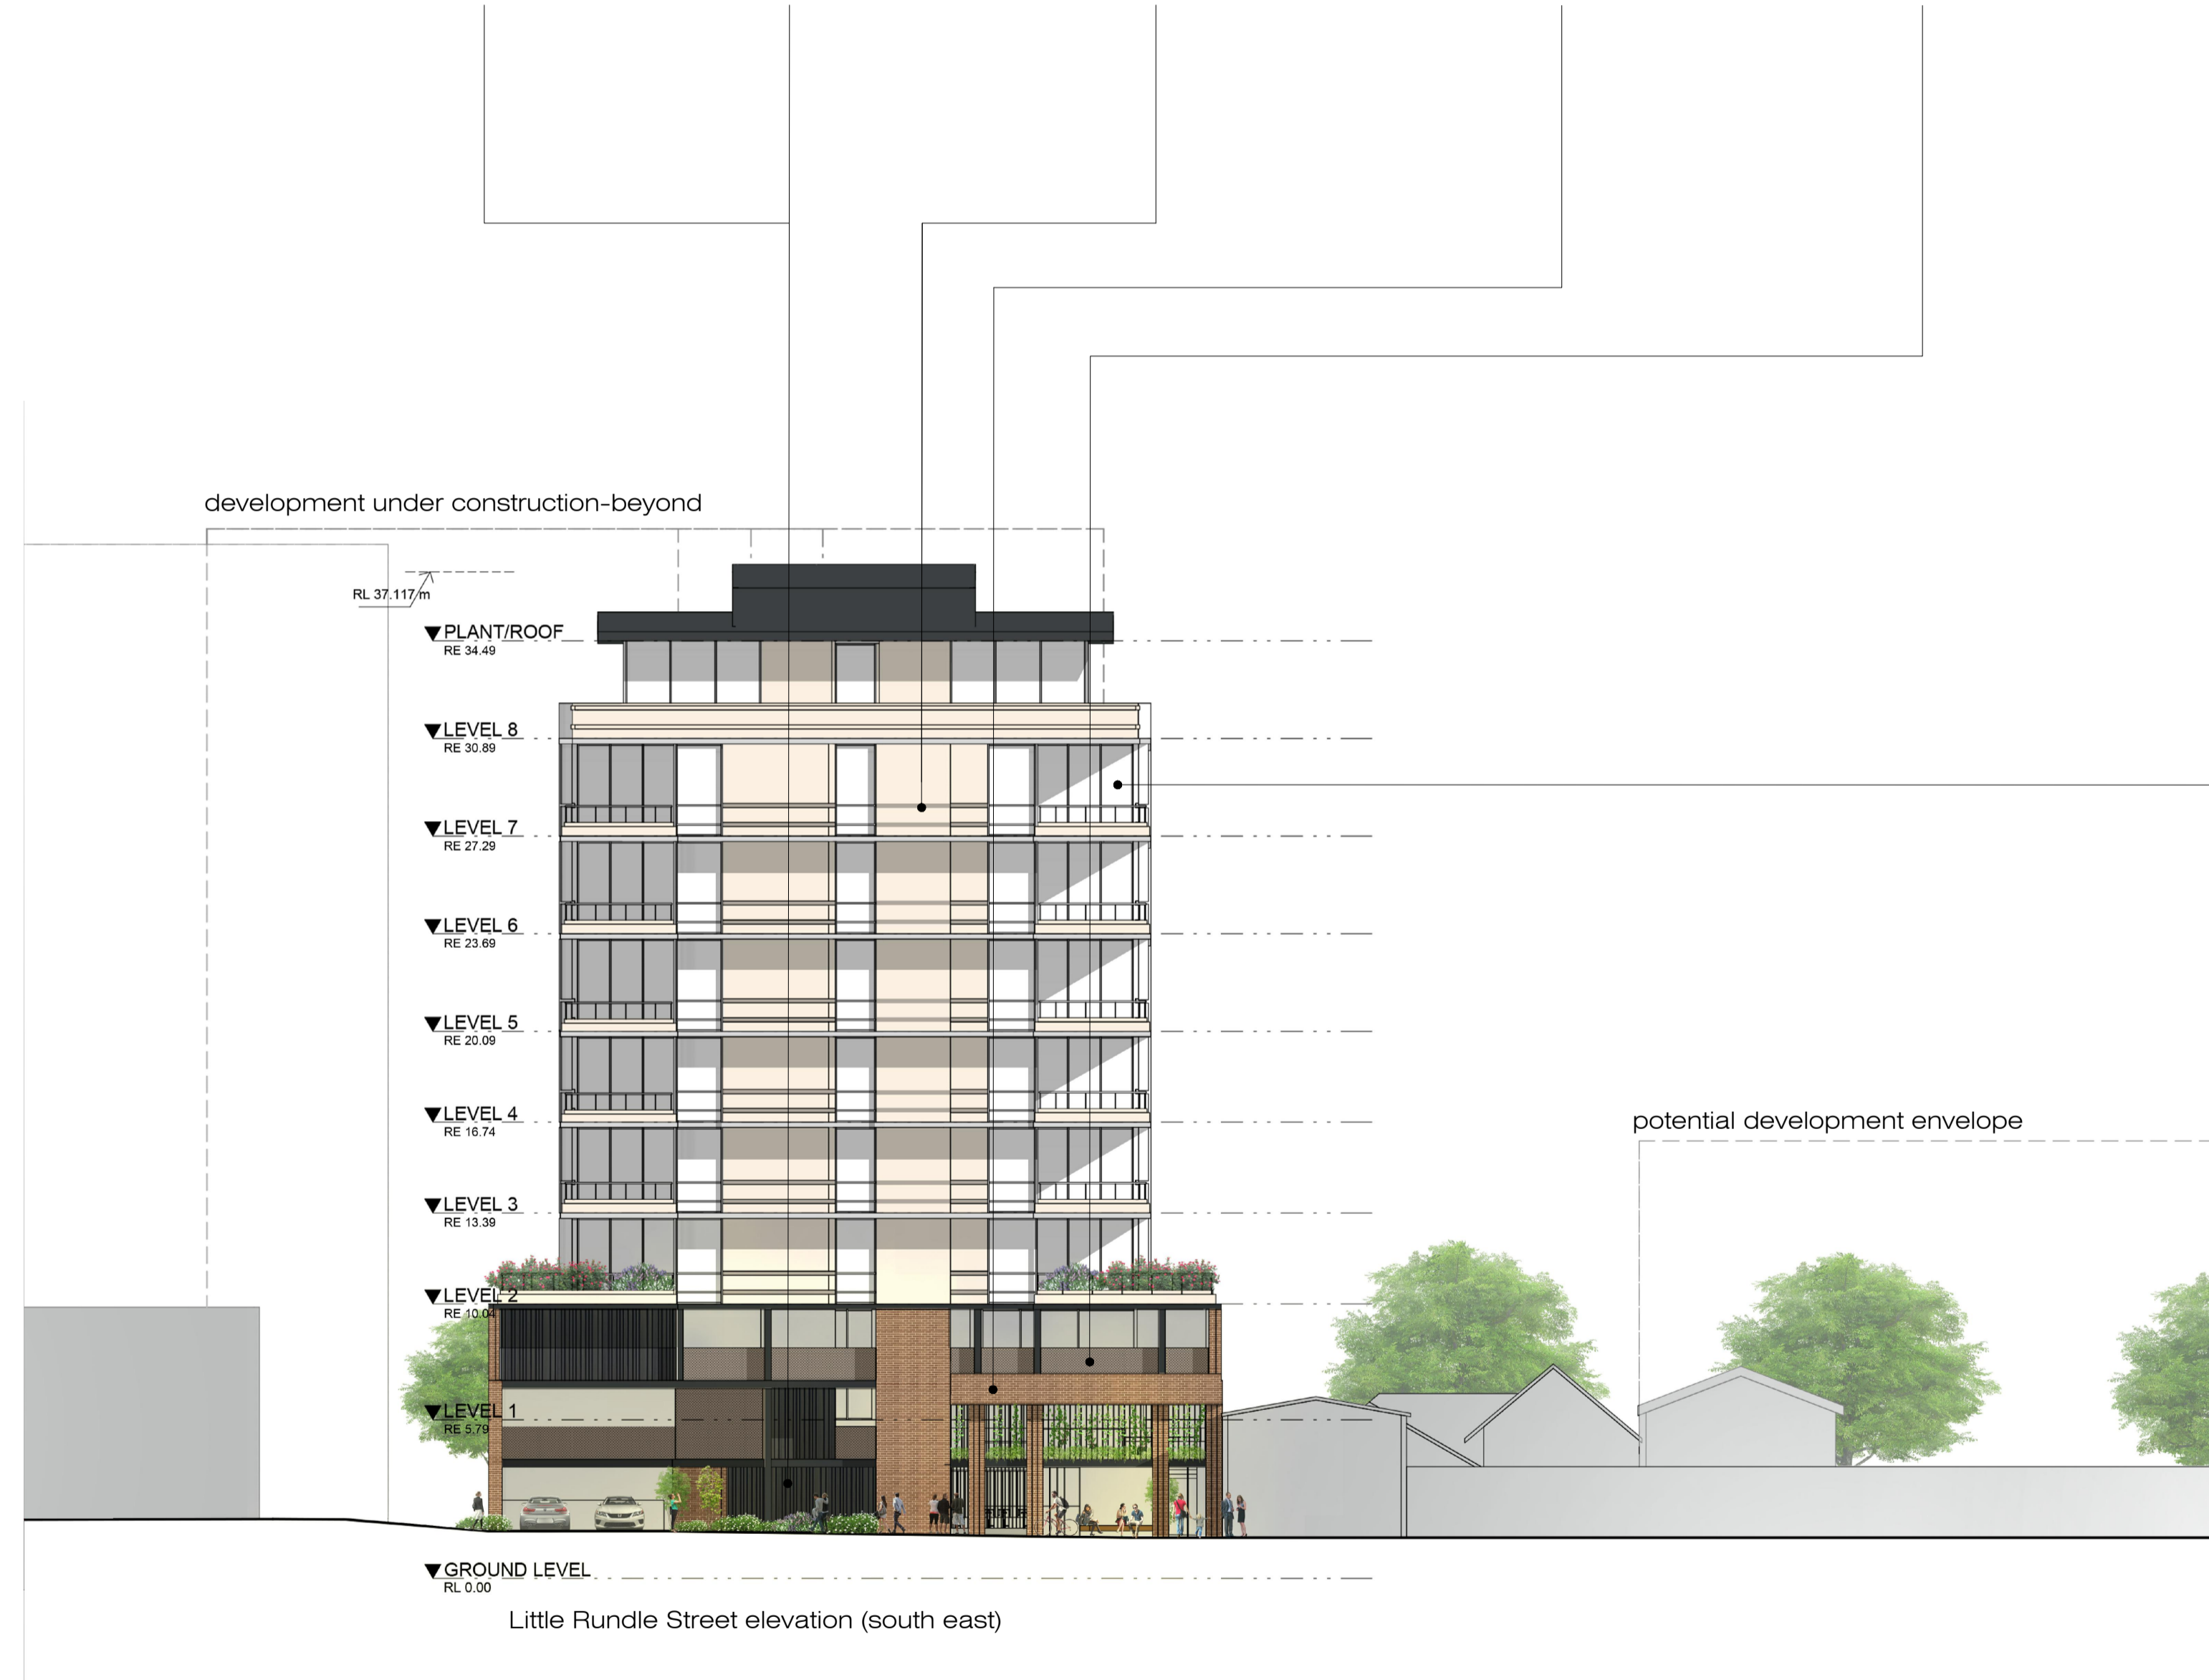 development under construction-beyond
RL 37.117 m
PLANT/ROOF
RE 34.49
LEVEL 8
RE 30.89
LEVEL 7
RE 27.29
LEVEL 6
RE 23.69
LEVEL 5
RE 20.09
LEVEL 4
RE 16.74
potential development envelope
LEVEL 3
RE 13.39
LEVEL 2
RE 10.04
LEVEL 1
RE 5.79
GROUND LEVEL
RL 0.00
Little Rundle Street elevation (south east)